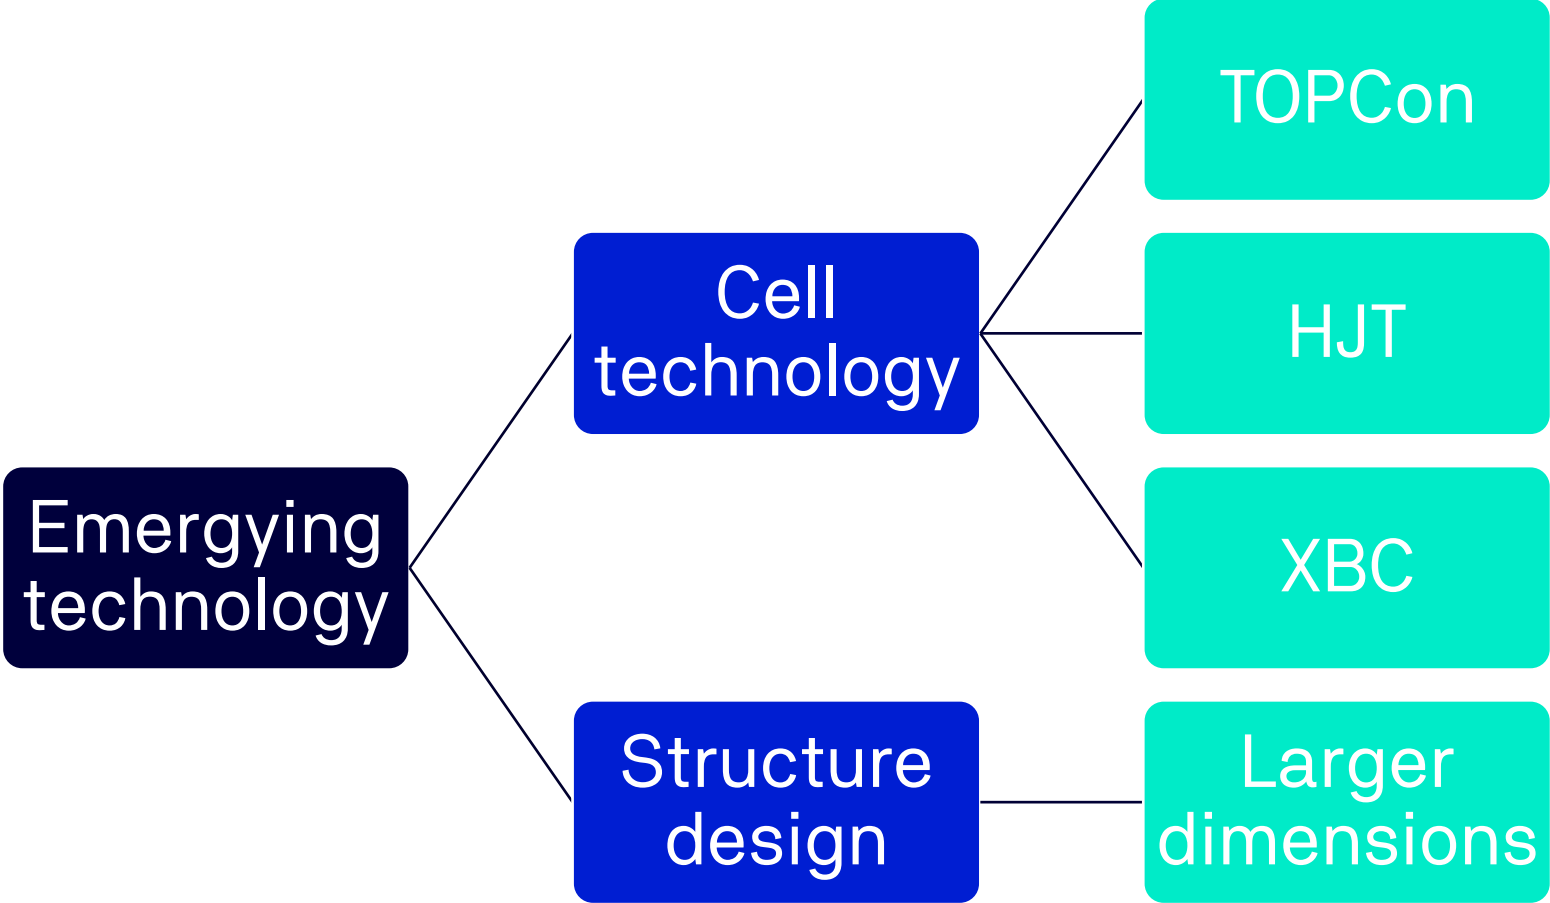 Emergying
technology
Cell
technology
TOPCon
HJT
XBC
Structure
design
Larger
dimensions